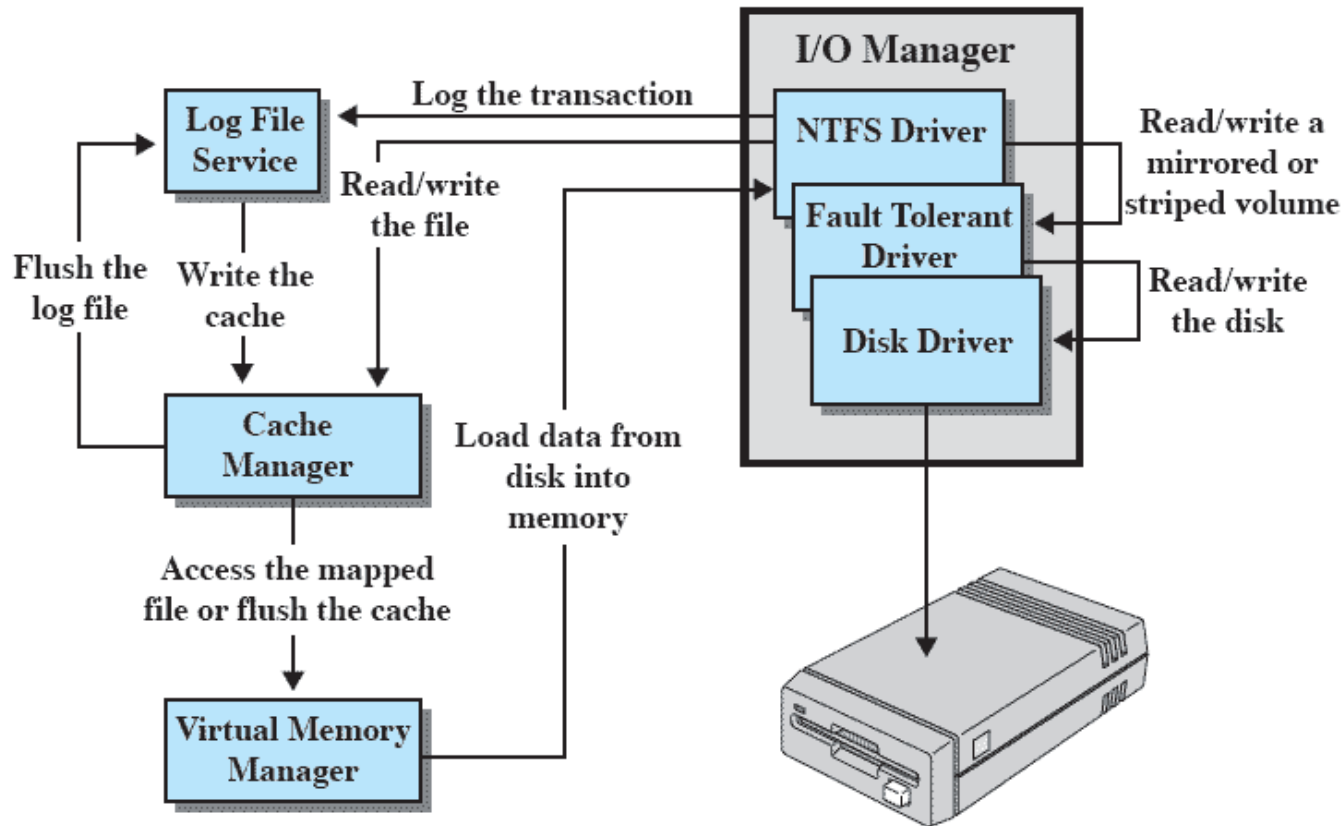 I/O Manager
Log the transaction
Log File
Service
NTFS Driver
Read/write a
mirrored or
striped volume
Read/write
the file
Fault Tolerant
Driver
Flush the
log file
Write the
cache
Read/write
the disk
Disk Driver
Cache
Manager
Load data from
disk into
memory
Access the mapped
file or flush the cache
Virtual Memory
Manager